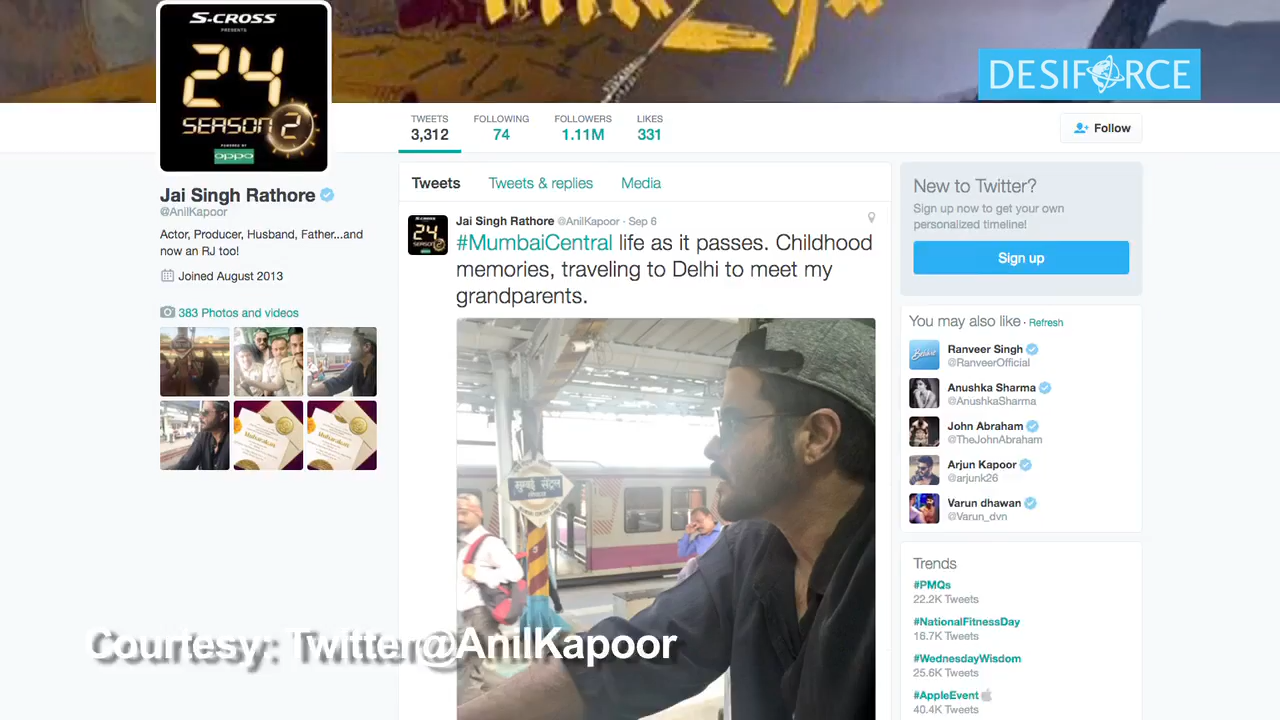 S-CROSS
PRESENTS
24
SEASON 2
POWERED BY
oppo
DESIFORCE
TWEETS
3,312
FOLLOWING
74
FOLLOWERS
1.11M
LIKES
331
Follow
Jai Singh Rathore
@AnilKapoor
Actor, Producer, Husband, Father...and
now an RJ too!
Joined August 2013
383 Photos and videos
Tweets
Tweets & replies
Media
Jai Singh Rathore @AnilKapoor · Sep 6
#MumbaiCentral life as it passes. Childhood
memories, traveling to Delhi to meet my
grandparents.
मुंबई सेंट्रल
New to Twitter?
Sign up now to get your own
personalized timeline!
Sign up
You may also like · Refresh
Ranveer Singh
@RanveerOfficial
Anushka Sharma
@AnushkaSharma
John Abraham
@TheJohnAbraham
Arjun Kapoor
@arjunk26
Varun dhawan
@Varun_dvn
Trends
#PMQs
22.2K Tweets
#NationalFitnessDay
16.7K Tweets
#WednesdayWisdom
25.6K Tweets
#AppleEvent
40.4K Tweets
Courtesy: Twitter@AnilKapoor